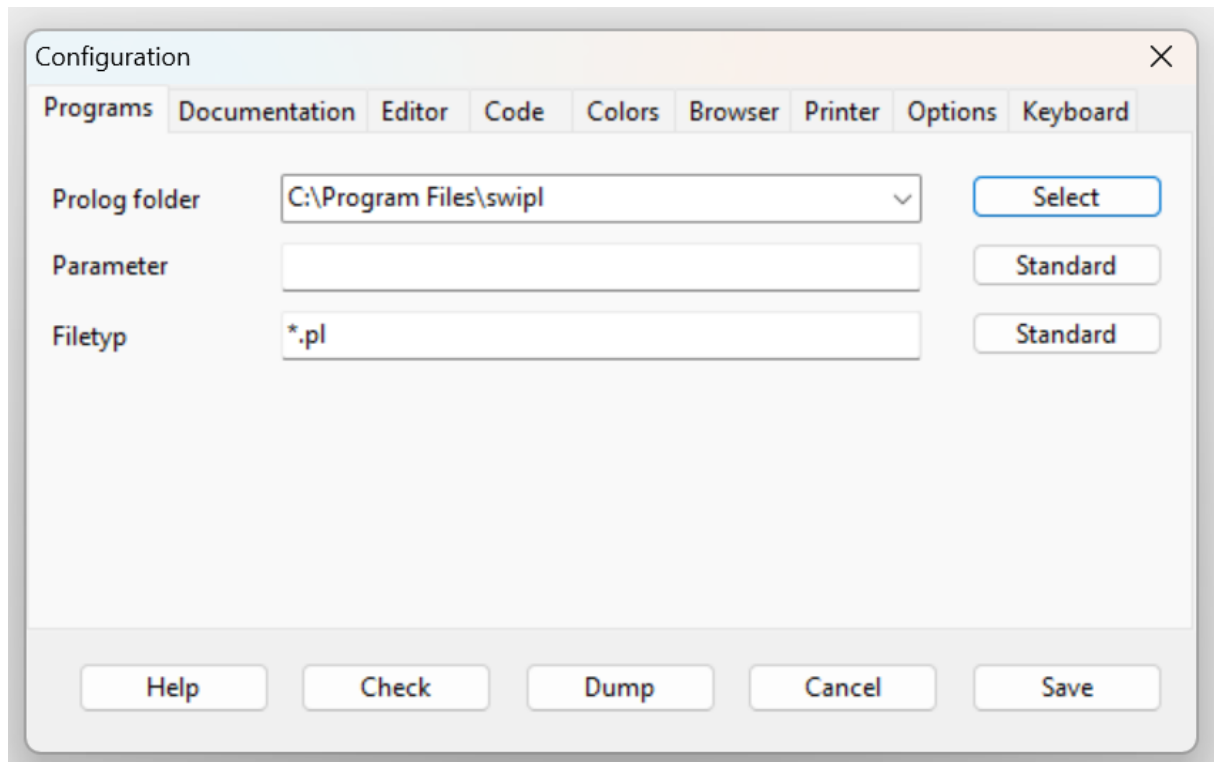 Configuration
Programs Documentation Editor Code Colors Browser Printer Options Keyboard
Prolog folder C:\Program Files\swipl Select
Parameter Standard
Filetyp *.pl Standard
Help Check Dump Cancel Save